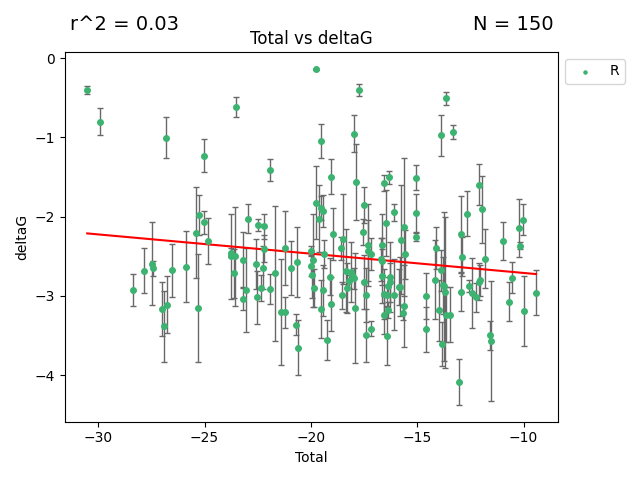 r^2 = 0.03
N = 150
Total vs deltaG
R
deltaG
0
−1
−2
−3
−4
−30
−25
−20
−15
−10
Total